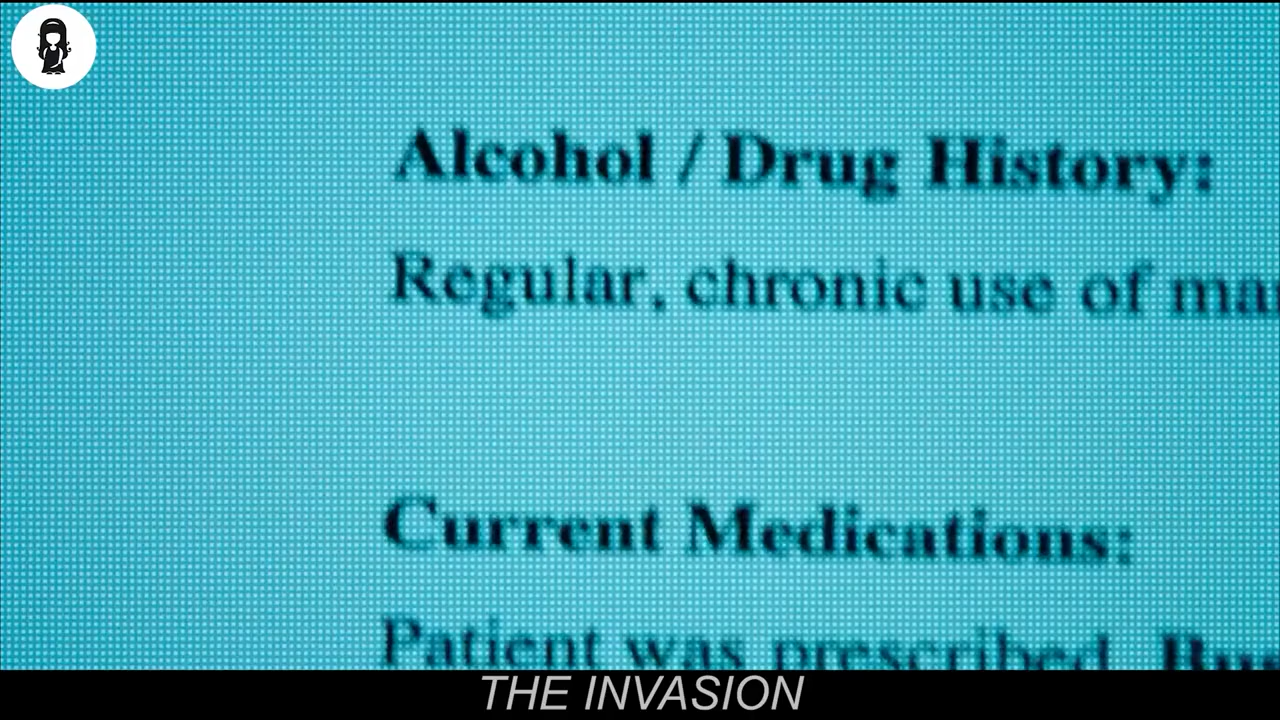 Alcohol / Drug History:
Regular, chronic use of
Current Medications:
Patient was prescribed
THE INVASION